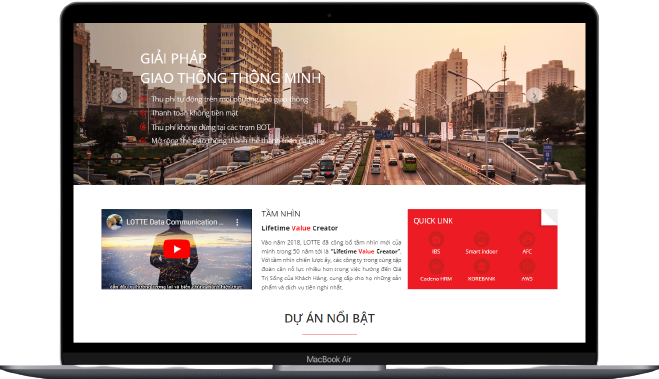 GIẢI PHÁP
GIAO THÔNG THÔNG MINH
Thu phí tự động trên mọi phương tiện giao thông
Thanh toán không tiền mặt
Thu phí không dừng tại các trạm BOT
Mở rộng thẻ giao thông thành thẻ thanh toán đa năng
LOTTE Data Communication ...
TẦM NHÌN
Lifetime Value Creator
Vào năm 2018, LOTTE đã công bố tầm nhìn mới của
mình trong 50 năm tới là "Lifetime Value Creator".
Với tầm nhìn chiến lược ấy, các công ty trong cùng tập
đoàn cần nỗ lực nhiều hơn trong việc hướng đến Giá
Trị Sống của Khách Hàng, cung cấp cho họ những sản
phẩm và dịch vụ tiện nghi nhất.
QUICK LINK
IBS
Smart Indoor
AFC
Cadena HRM
KOREBANK
AWS
DỰ ÁN NỔI BẬT
MacBook Air